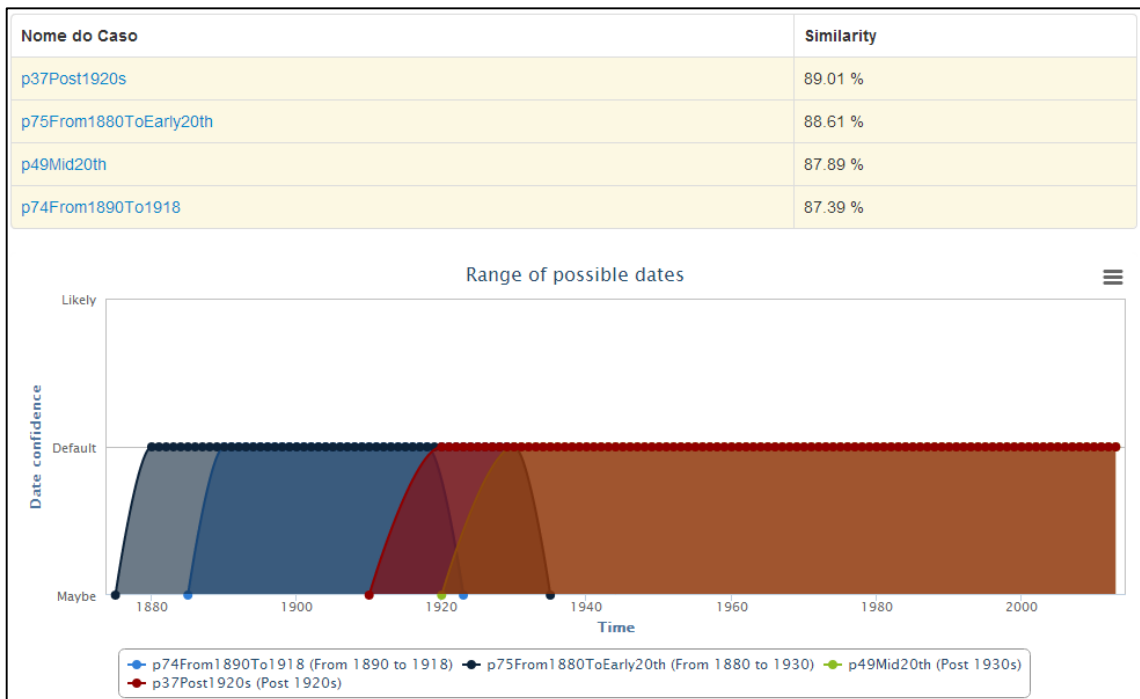 Nome do Caso Similarity
p37Post1920s 89.01 %
p75From1880ToEarly20th 88.61 %
p49Mid20th 87.89 %
p74From1890To1918 87.39 %
Range of possible dates
Likely
Default
Maybe
Date confidence
1880 1900 1920 1940 1960 1980 2000
Time
p74From1890To1918 (From 1890 to 1918) p75From1880ToEarly20th (From 1880 to 1930) p49Mid20th (Post 1930s)
p37Post1920s (Post 1920s)